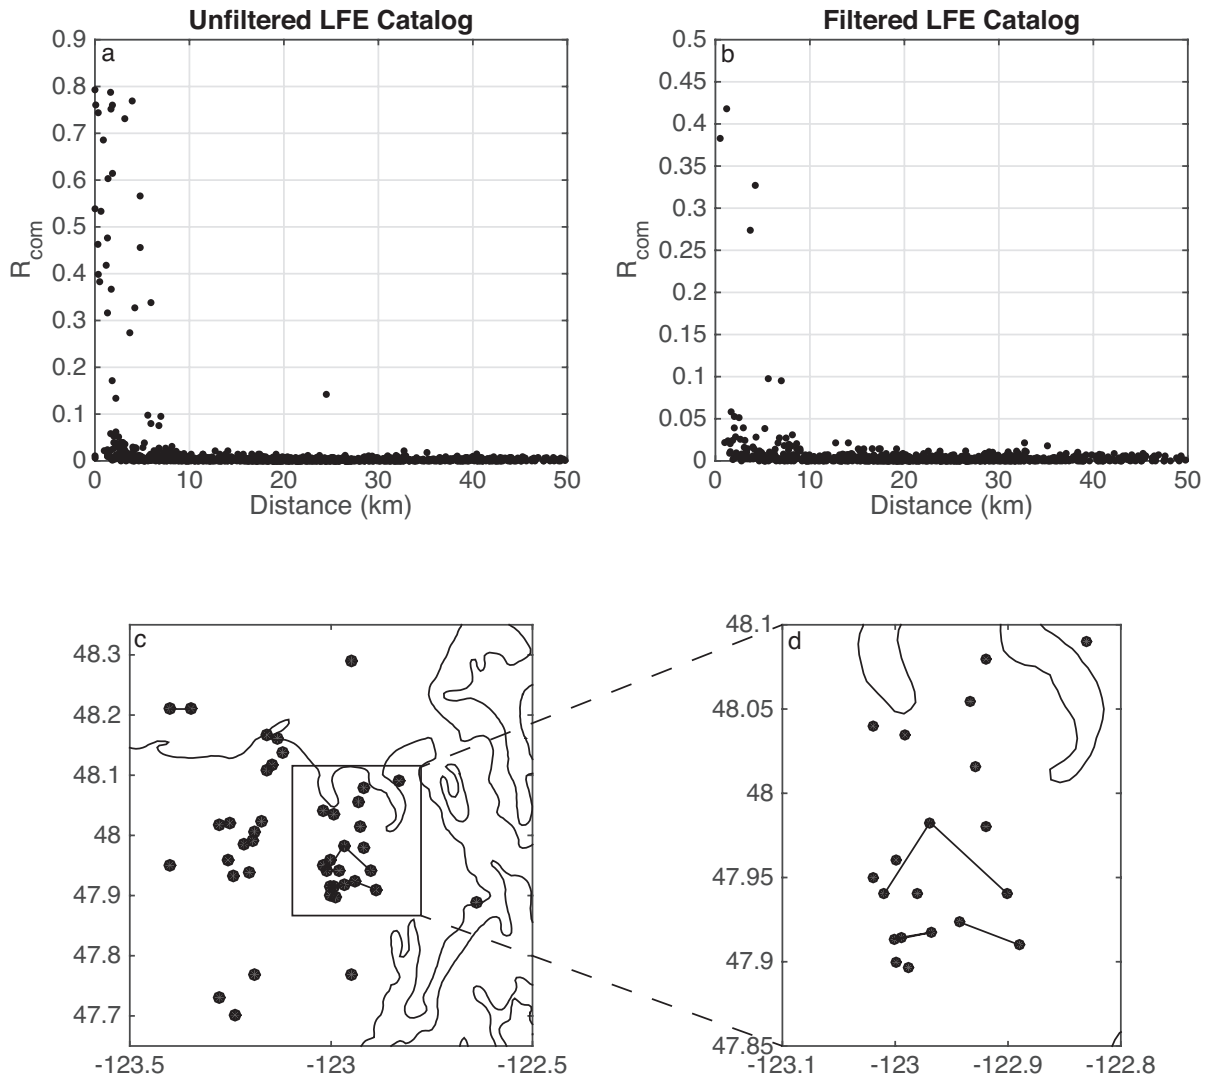 Unfiltered LFE Catalog
Filtered LFE Catalog
a
0.9
0.8
0.7
0.6
0.5
0.4
0.3
0.2
0.1
0
R_com
0 10 20 30 40 50
Distance (km)
b
0.5
0.45
0.4
0.35
0.3
0.25
0.2
0.15
0.1
0.05
0
R_com
0 10 20 30 40 50
Distance (km)
c
48.3
48.2
48.1
48
47.9
47.8
47.7
-123.5 -123 -122.5
d
48.1
48.05
48
47.95
47.9
47.85
-123.1 -123 -122.9 -122.8